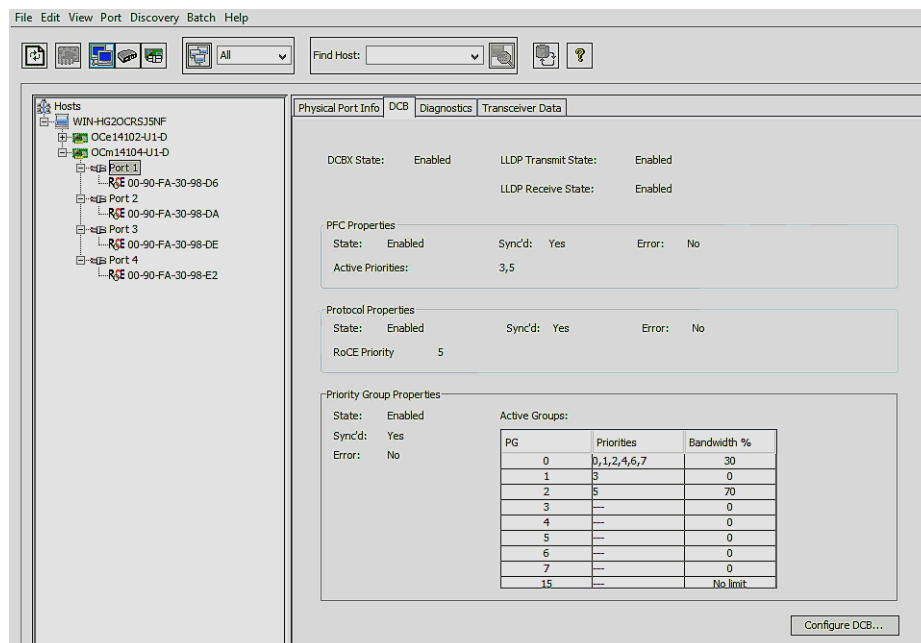 File Edit View Port Discovery Batch Help
All
Find Host:
?
Hosts
WIN-HG2OCRSJ5NF
OCe14102-U1-D
OCm14104-U1-D
Port 1
RoCE 00-90-FA-30-98-D6
Port 2
RoCE 00-90-FA-30-98-DA
Port 3
RoCE 00-90-FA-30-98-DE
Port 4
RoCE 00-90-FA-30-98-E2
Physical Port Info DCB Diagnostics Transceiver Data
DCBX State: Enabled LLDP Transmit State: Enabled
LLDP Receive State: Enabled
PFC Properties
State: Enabled Sync'd: Yes Error: No
Active Priorities: 3,5
Protocol Properties
State: Enabled Sync'd: Yes Error: No
RoCE Priority 5
Priority Group Properties
State: Enabled Active Groups:
Sync'd: Yes
Error: No
PG Priorities Bandwidth %
0 0,1,2,4,6,7 30
1 3 0
2 5 70
3 --- 0
4 --- 0
5 --- 0
6 --- 0
7 --- 0
15 --- No limit
Configure DCB...